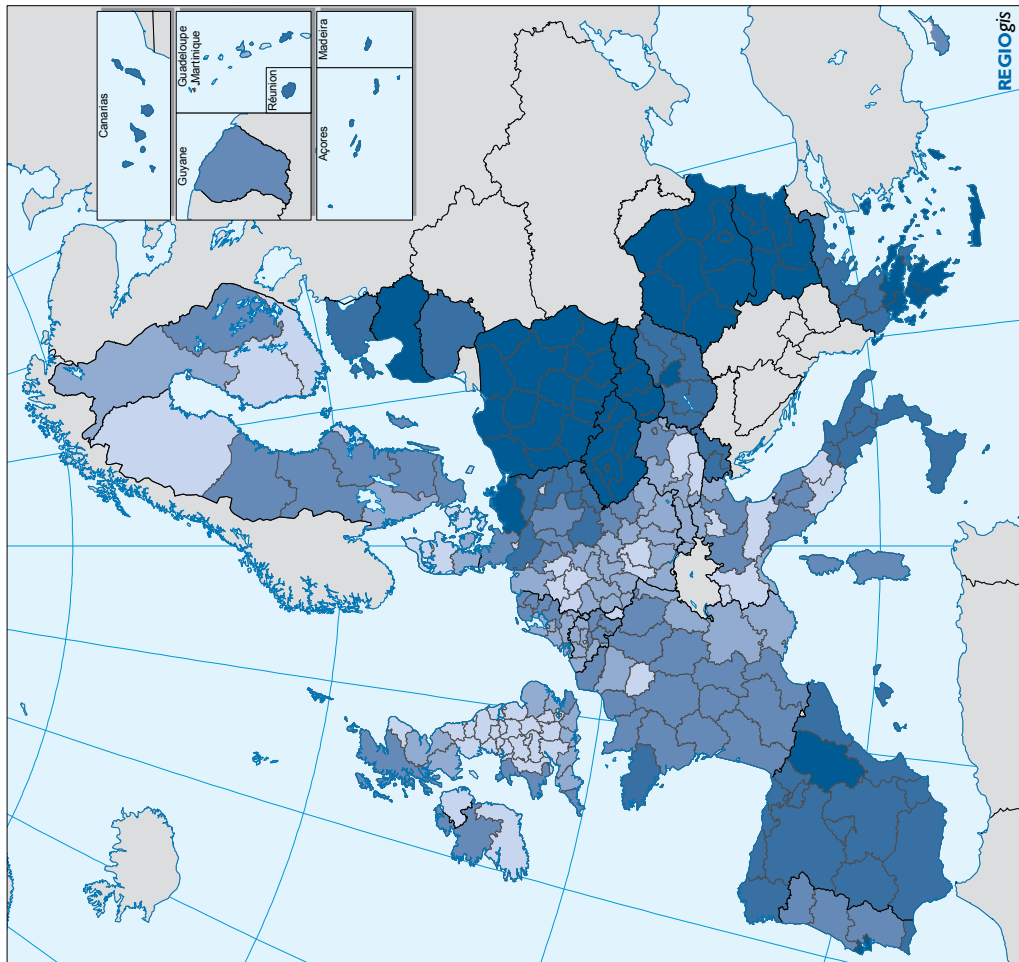 Canarias
Guyane
Guadeloupe
Martinique
Réunion
Açores
Madeira
REGIOgis